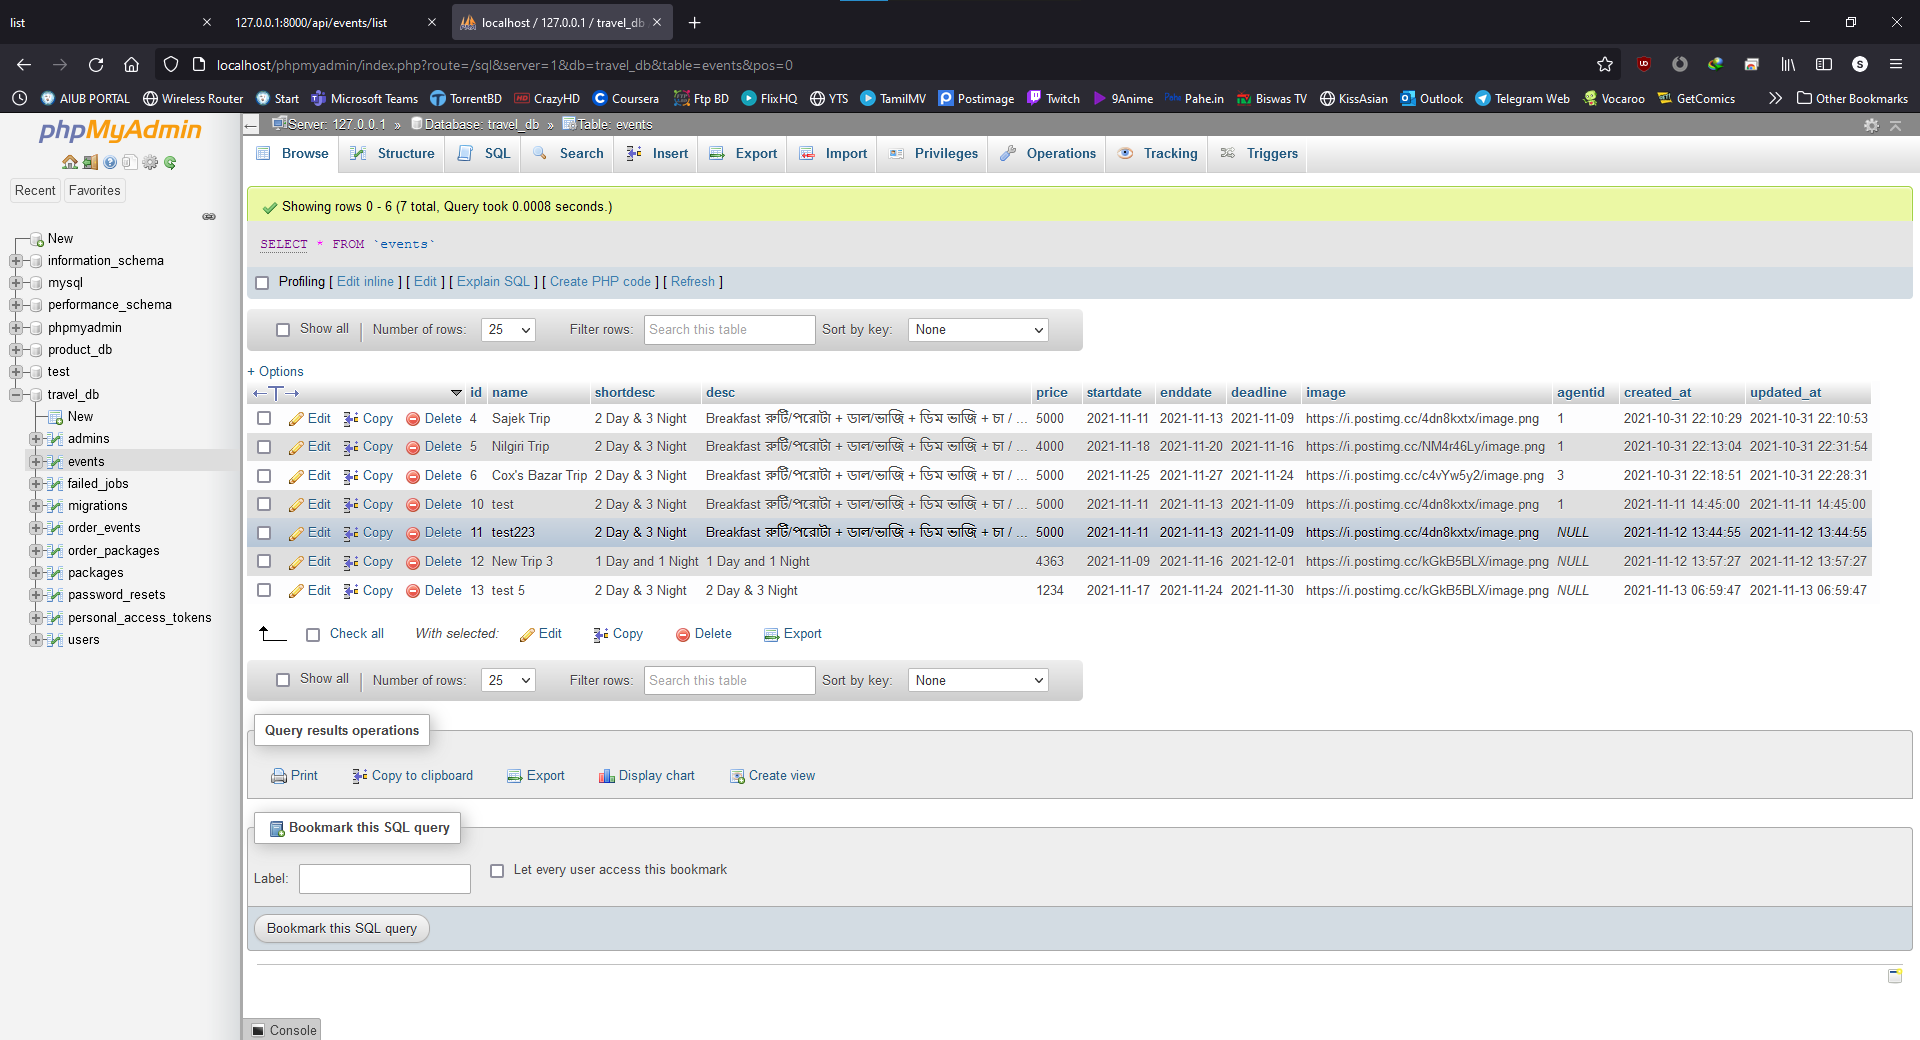 list
127.0.0.1:8000/api/events/list
localhost / 127.0.0.1 / travel_db
localhost/phpmyadmin/index.php?route=/sql&server=1&db=travel_db&table=events&pos=0
AIUB PORTAL Wireless Router Start Microsoft Teams TorrentBD CrazyHD Coursera Ftp BD FlixHQ YTS TamilMV Postimage Twitch 9Anime Pahe.in Biswas TV KissAsian Outlook Telegram Web Vocaroo GetComics Other Bookmarks
phpMyAdmin
Recent Favorites
New
information_schema
mysql
performance_schema
phpmyadmin
product_db
test
travel_db
New
admins
events
failed_jobs
migrations
order_events
order_packages
packages
password_resets
personal_access_tokens
users
Server: 127.0.0.1 » Database: travel_db » Table: events
Browse Structure SQL Search Insert Export Import Privileges Operations Tracking Triggers
Showing rows 0 - 6 (7 total, Query took 0.0008 seconds.)
SELECT * FROM `events`
Profiling [ Edit inline ] [ Edit ] [ Explain SQL ] [ Create PHP code ] [ Refresh ]
Show all Number of rows: 25 Filter rows: Search this table Sort by key: None
+ Options
id name shortdesc desc price startdate enddate deadline image agentid created_at updated_at
Edit Copy Delete 4 Sajek Trip 2 Day & 3 Night Breakfast রুটি/পরোটা + ডাল/ভাজি + ডিম ভাজি + চা / ... 5000 2021-11-11 2021-11-13 2021-11-09 https://i.postimg.cc/4dn8kxtx/image.png 1 2021-10-31 22:10:29 2021-10-31 22:10:53
Edit Copy Delete 5 Nilgiri Trip 2 Day & 3 Night Breakfast রুটি/পরোটা + ডাল/ভাজি + ডিম ভাজি + চা / ... 4000 2021-11-18 2021-11-20 2021-11-16 https://i.postimg.cc/NM4r46Ly/image.png 1 2021-10-31 22:13:04 2021-10-31 22:31:54
Edit Copy Delete 6 Cox's Bazar Trip 2 Day & 3 Night Breakfast রুটি/পরোটা + ডাল/ভাজি + ডিম ভাজি + চা / ... 5000 2021-11-25 2021-11-27 2021-11-24 https://i.postimg.cc/c4vYw5y2/image.png 3 2021-10-31 22:18:51 2021-10-31 22:28:31
Edit Copy Delete 10 test 2 Day & 3 Night Breakfast রুটি/পরোটা + ডাল/ভাজি + ডিম ভাজি + চা / ... 5000 2021-11-11 2021-11-13 2021-11-09 https://i.postimg.cc/4dn8kxtx/image.png 1 2021-11-11 14:45:00 2021-11-11 14:45:00
Edit Copy Delete 11 test223 2 Day & 3 Night Breakfast রুটি/পরোটা + ডাল/ভাজি + ডিম ভাজি + চা / ... 5000 2021-11-11 2021-11-13 2021-11-09 https://i.postimg.cc/4dn8kxtx/image.png NULL 2021-11-12 13:44:55 2021-11-12 13:44:55
Edit Copy Delete 12 New Trip 3 1 Day and 1 Night 1 Day and 1 Night 4363 2021-11-09 2021-11-16 2021-12-01 https://i.postimg.cc/kGkB5BLX/image.png NULL 2021-11-12 13:57:27 2021-11-12 13:57:27
Edit Copy Delete 13 test 5 2 Day & 3 Night 2 Day & 3 Night 1234 2021-11-17 2021-11-24 2021-11-30 https://i.postimg.cc/kGkB5BLX/image.png NULL 2021-11-13 06:59:47 2021-11-13 06:59:47
Check all With selected: Edit Copy Delete Export
Show all Number of rows: 25 Filter rows: Search this table Sort by key: None
Query results operations
Print Copy to clipboard Export Display chart Create view
Bookmark this SQL query
Label: Let every user access this bookmark
Bookmark this SQL query
Console